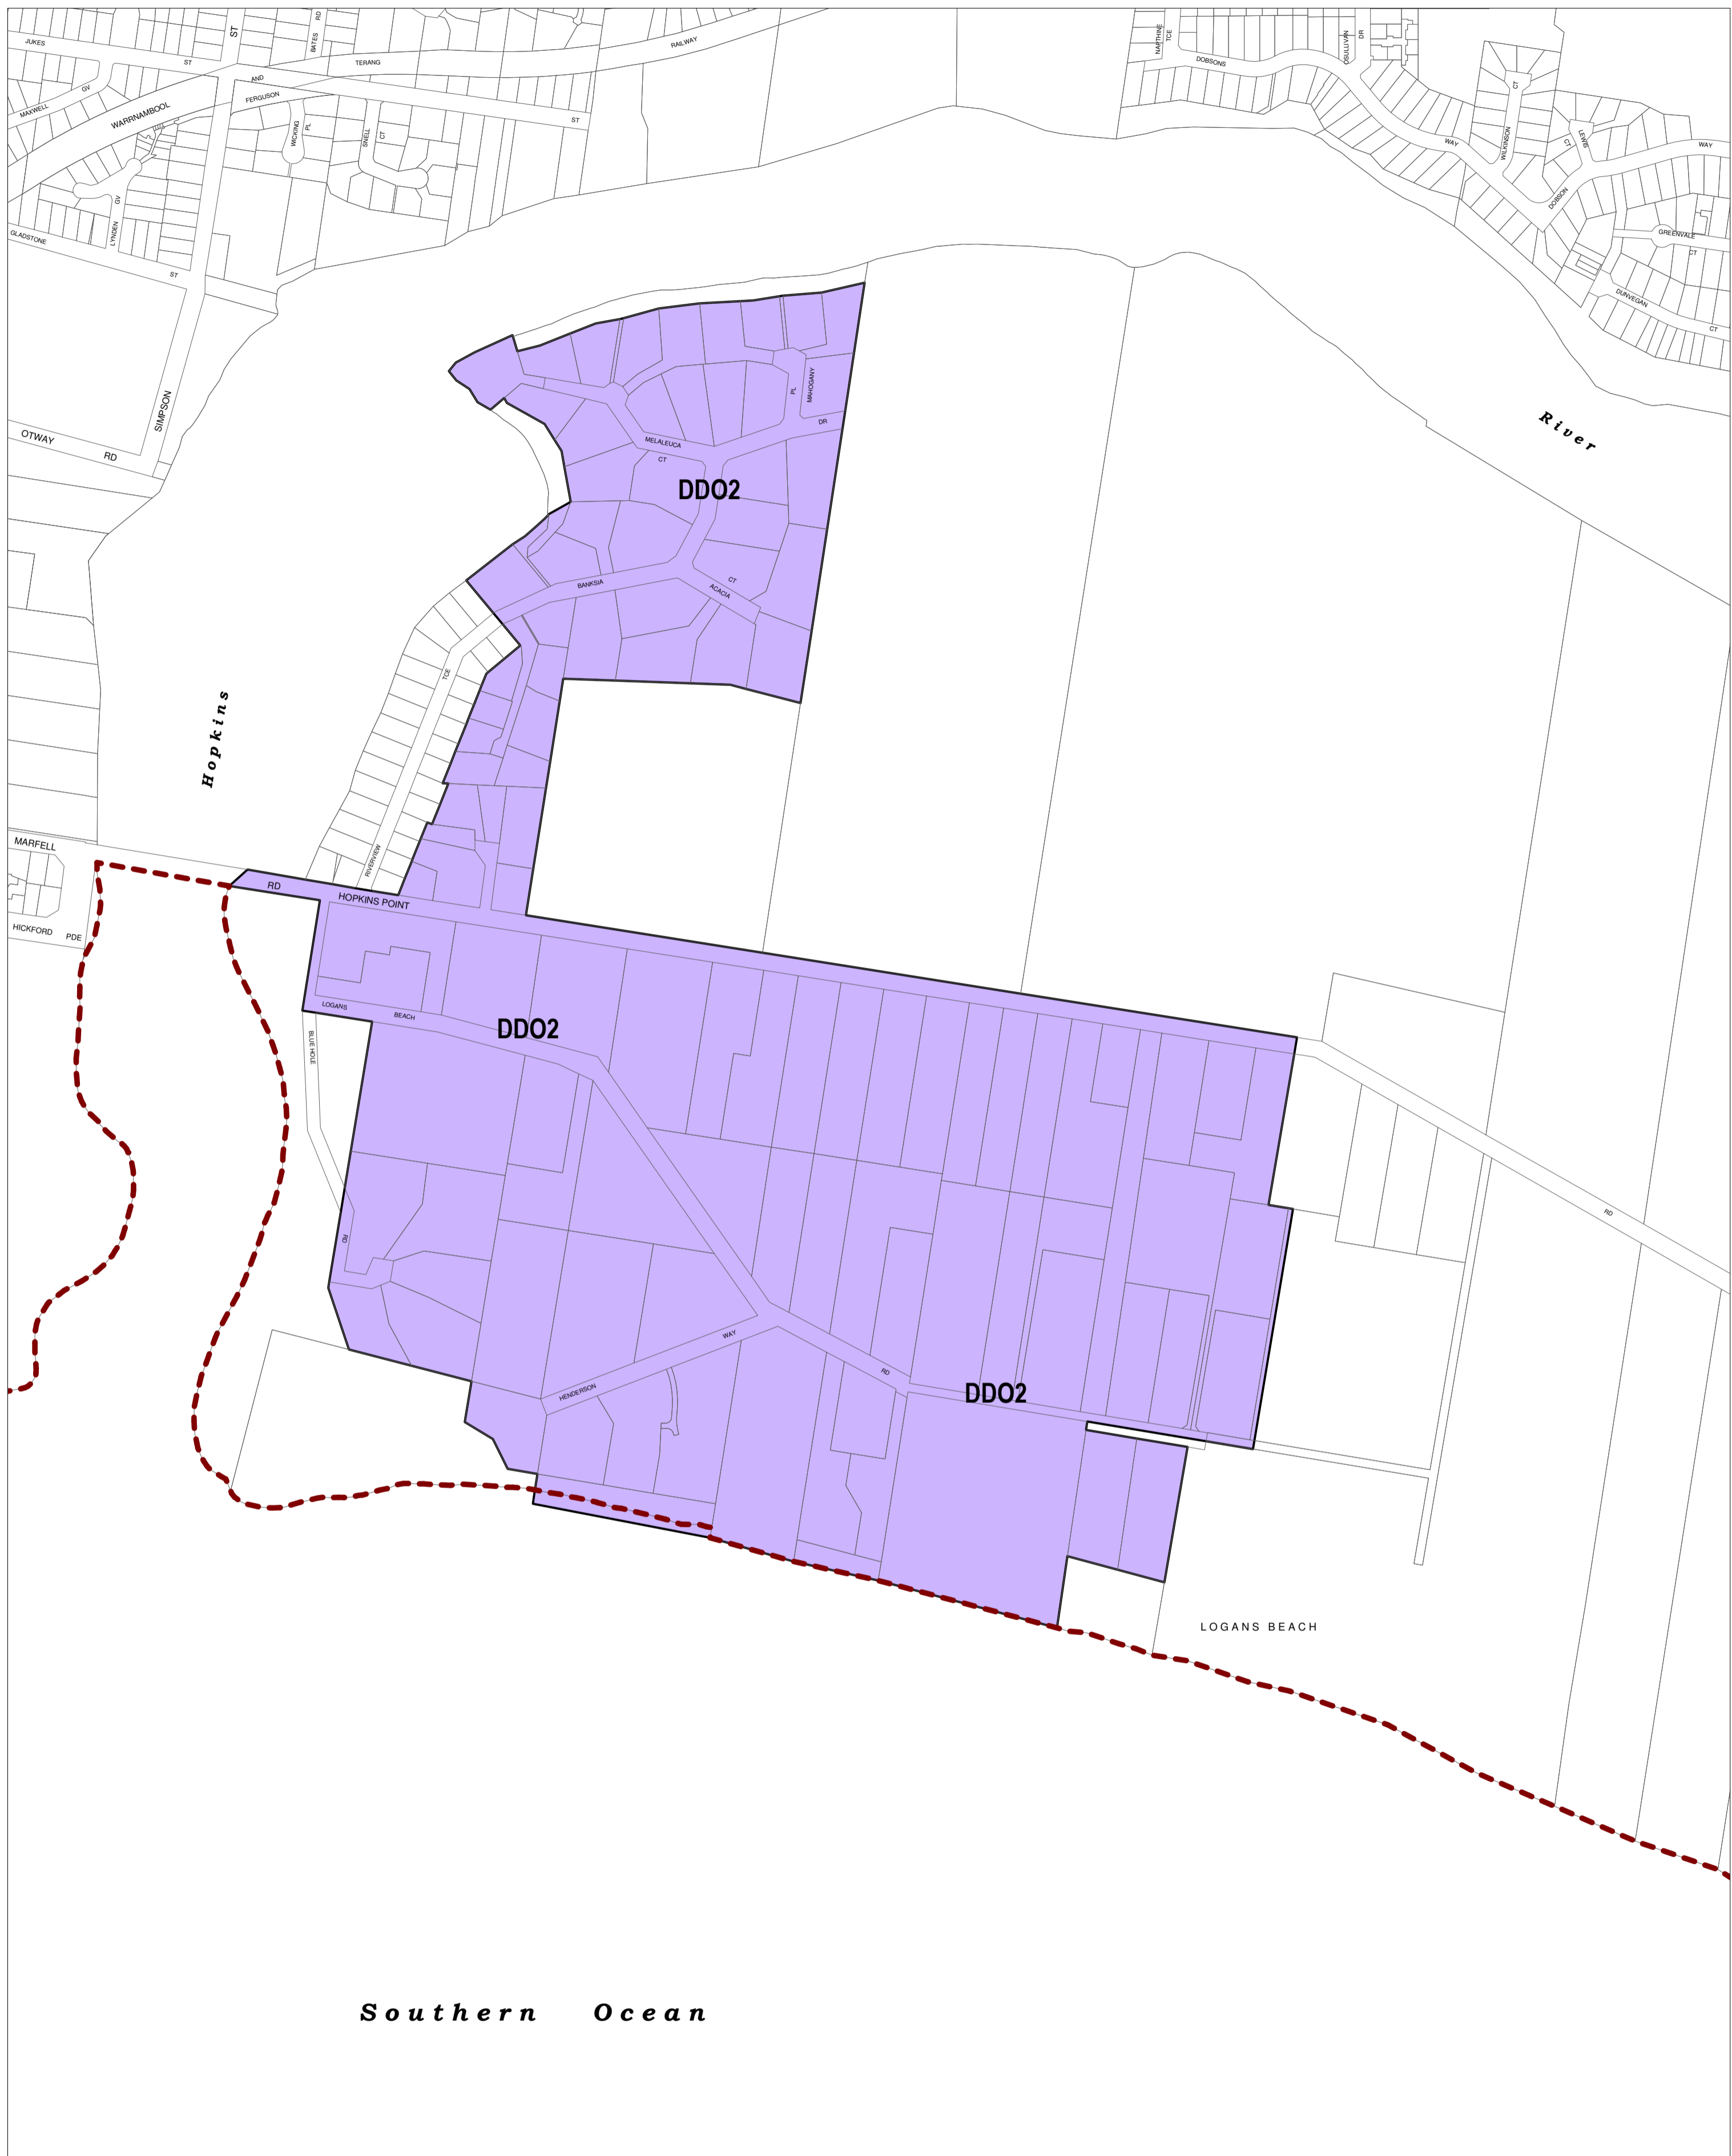 JUKES
ST
ST
BATES
RD
TERANG
RAILWAY
NAPTHINE
TCE
DOBSONS
OSULLIVAN
DR
MAXWELL
GV
WARRNAMBOOL
AND
FERGUSON
ST
WICKING
PL
SNELL
CT
CT
WILKINSON
WAY
LEWIS
CT
WAY
DOBSON
GREENVALE
CT
DUNVEGAN
CT
GLADSTONE
ST
LYNDEN
GV
OTWAY
RD
SIMPSON
River
MAHOGANY
PL
DR
MELALEUCA
CT
DDO2
BANKSIA
ACACIA
CT
TCE
RIVERVIEW
Hopkins
MARFELL
RD
HOPKINS POINT
HICKFORD PDE
LOGANS
BEACH
DDO2
BLUE HOLE
RD
RD
WAY
HENDERSON
RD
DDO2
LOGANS BEACH
Southern Ocean